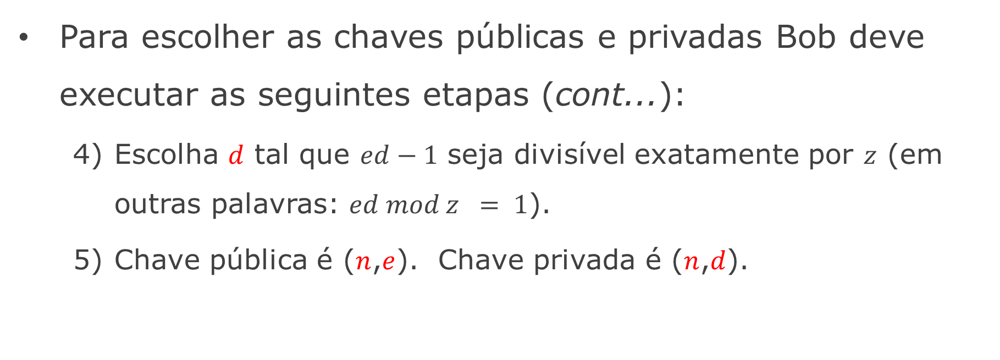 • Para escolher as chaves públicas e privadas Bob deve
executar as seguintes etapas (cont...):
4) Escolha d tal que ed − 1 seja divisível exatamente por z (em
outras palavras: ed mod z = 1).
5) Chave pública é (n,e). Chave privada é (n,d).